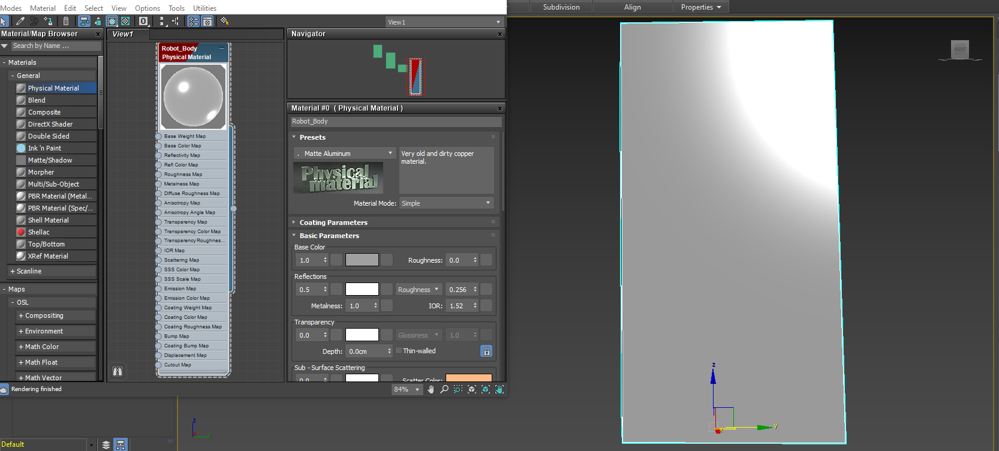 Modes Material Edit Select View Options Tools Utilities
Subdivision Align Properties
View1
Material/Map Browser x
View1
Navigator x
Search by Name ...
- Materials
- General
Physical Material
Blend
Composite
DirectX Shader
Double Sided
Ink 'n Paint
Matte/Shadow
Morpher
Multi/Sub-Object
PBR Material (Metal...
PBR Material (Spec/...
Shell Material
Shellac
Top/Bottom
XRef Material
+ Scanline
- Maps
- OSL
+ Compositing
+ Environment
+ Math Color
+ Math Float
+ Math Vector
Robot_Body
Physical Material
Base Weight Map
Base Color Map
Reflectivity Map
Refl Color Map
Roughness Map
Metalness Map
Diffuse Roughness Map
Anisotropy Map
Anisotropy Angle Map
Transparency Map
Transparency Color Map
Transparency Roughnes...
IOR Map
Scattering Map
SSS Color Map
SSS Scale Map
Emission Map
Emission Color Map
Coating Weight Map
Coating Color Map
Coating Roughness Map
Bump Map
Coating Bump Map
Displacement Map
Cutout Map
Material #0 ( Physical Material ) x
Robot_Body
Presets
. Matte Aluminum
Very old and dirty copper
material.
Physical
material
Material Mode: Simple
Coating Parameters
Basic Parameters
Base Color
1.0 Roughness: 0.0
Reflections
0.5 Roughness 0.256
Metalness: 1.0 IOR: 1.52
Transparency
0.0 Glossiness 1.0
Depth: 0.0cm Thin-walled
Sub - Surface Scattering
0.0 Scatter Color:
Rendering finished
84%
Default
RIGHT
z
y
x
z
y
x